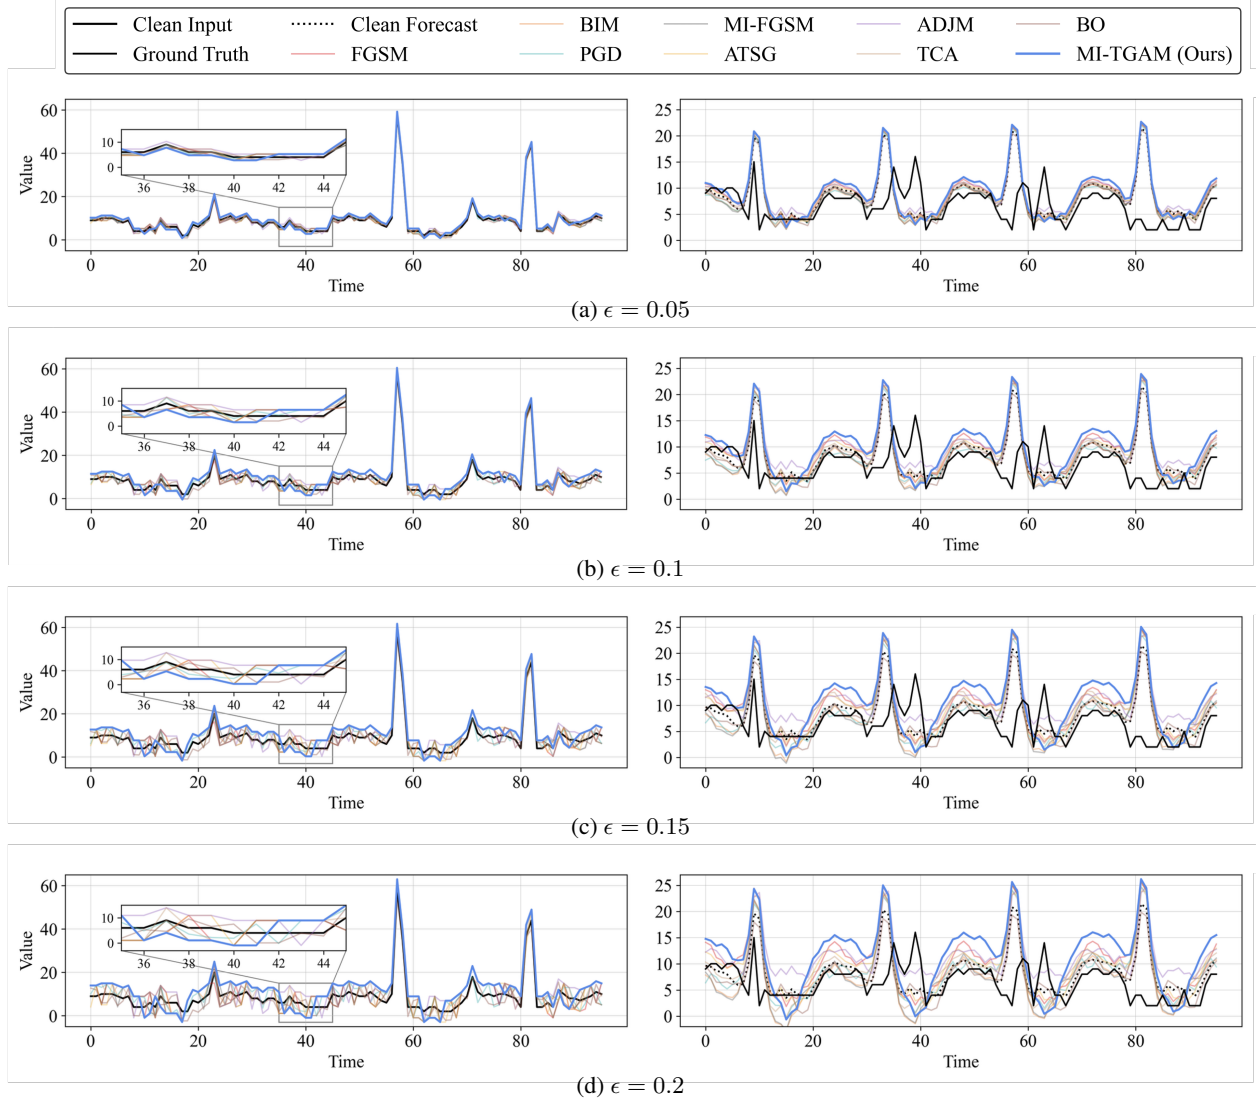 Clean Input Clean Forecast BIM MI-FGSM ADJM BO
Ground Truth FGSM PGD ATSG TCA MI-TGAM (Ours)
60
40
20
0
Value
10
0
36 38 40 42 44
0 20 40 60 80
Time
25
20
15
10
5
0
0 20 40 60 80
Time
(a) ϵ = 0.05
60
40
20
0
Value
10
0
36 38 40 42 44
0 20 40 60 80
Time
25
20
15
10
5
0
0 20 40 60 80
Time
(b) ϵ = 0.1
60
40
20
0
Value
10
0
36 38 40 42 44
0 20 40 60 80
Time
25
20
15
10
5
0
0 20 40 60 80
Time
(c) ϵ = 0.15
60
40
20
0
Value
10
0
36 38 40 42 44
0 20 40 60 80
Time
25
20
15
10
5
0
0 20 40 60 80
Time
(d) ϵ = 0.2